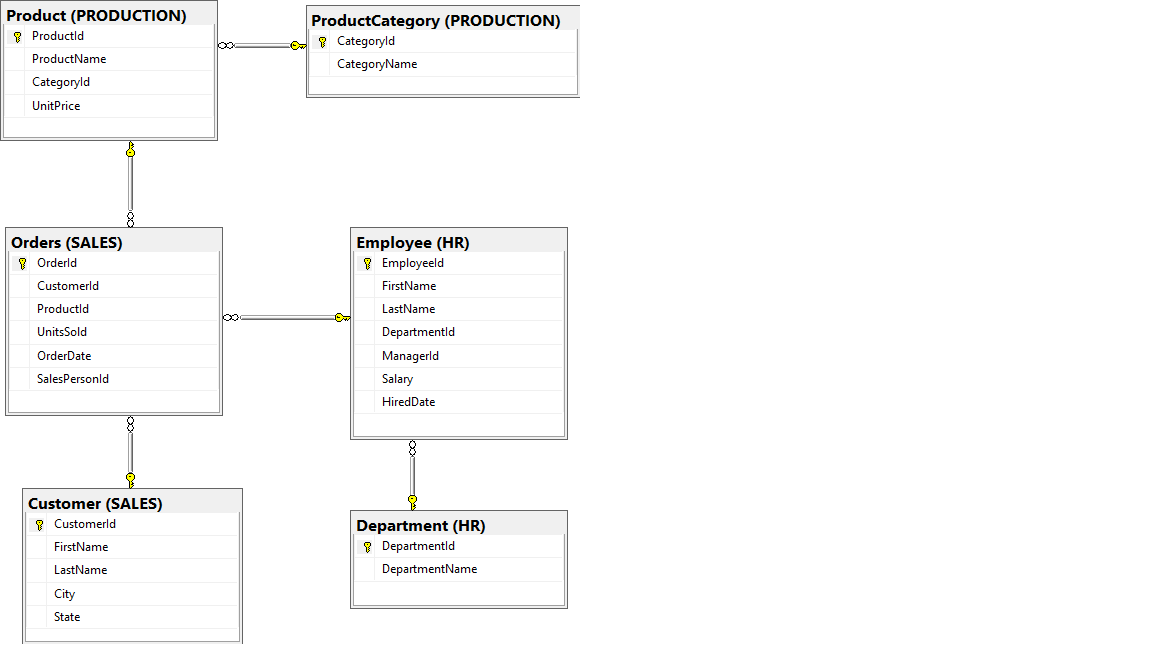 Product (PRODUCTION)
ProductId
ProductName
CategoryId
UnitPrice
ProductCategory (PRODUCTION)
CategoryId
CategoryName
Orders (SALES)
OrderId
CustomerId
ProductId
UnitsSold
OrderDate
SalesPersonId
Employee (HR)
EmployeeId
FirstName
LastName
DepartmentId
ManagerId
Salary
HiredDate
Customer (SALES)
CustomerId
FirstName
LastName
City
State
Department (HR)
DepartmentId
DepartmentName